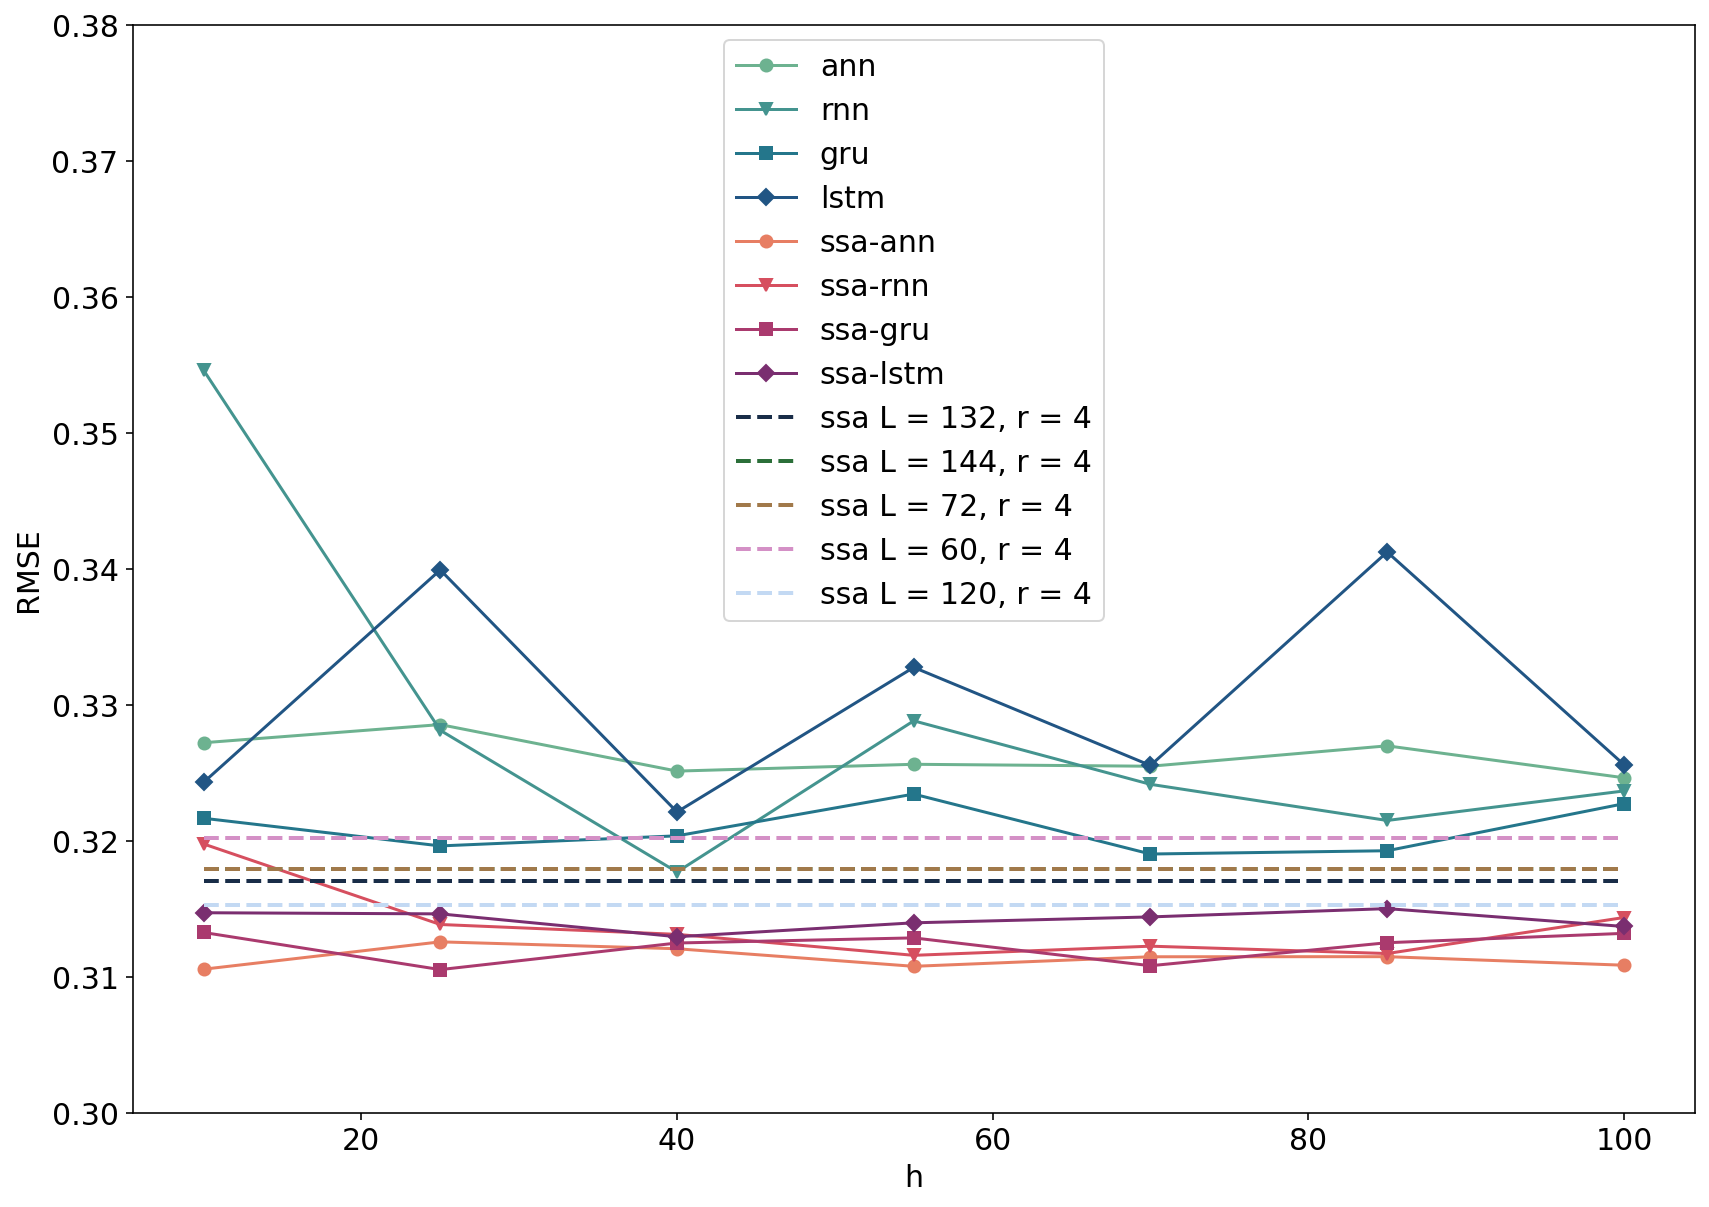 0.38
0.37
0.36
0.35
0.34
0.33
0.32
0.31
0.30
RMSE
ann
rnn
gru
lstm
ssa-ann
ssa-rnn
ssa-gru
ssa-lstm
ssa L = 132, r = 4
ssa L = 144, r = 4
ssa L = 72, r = 4
ssa L = 60, r = 4
ssa L = 120, r = 4
20 40 60 80 100
h